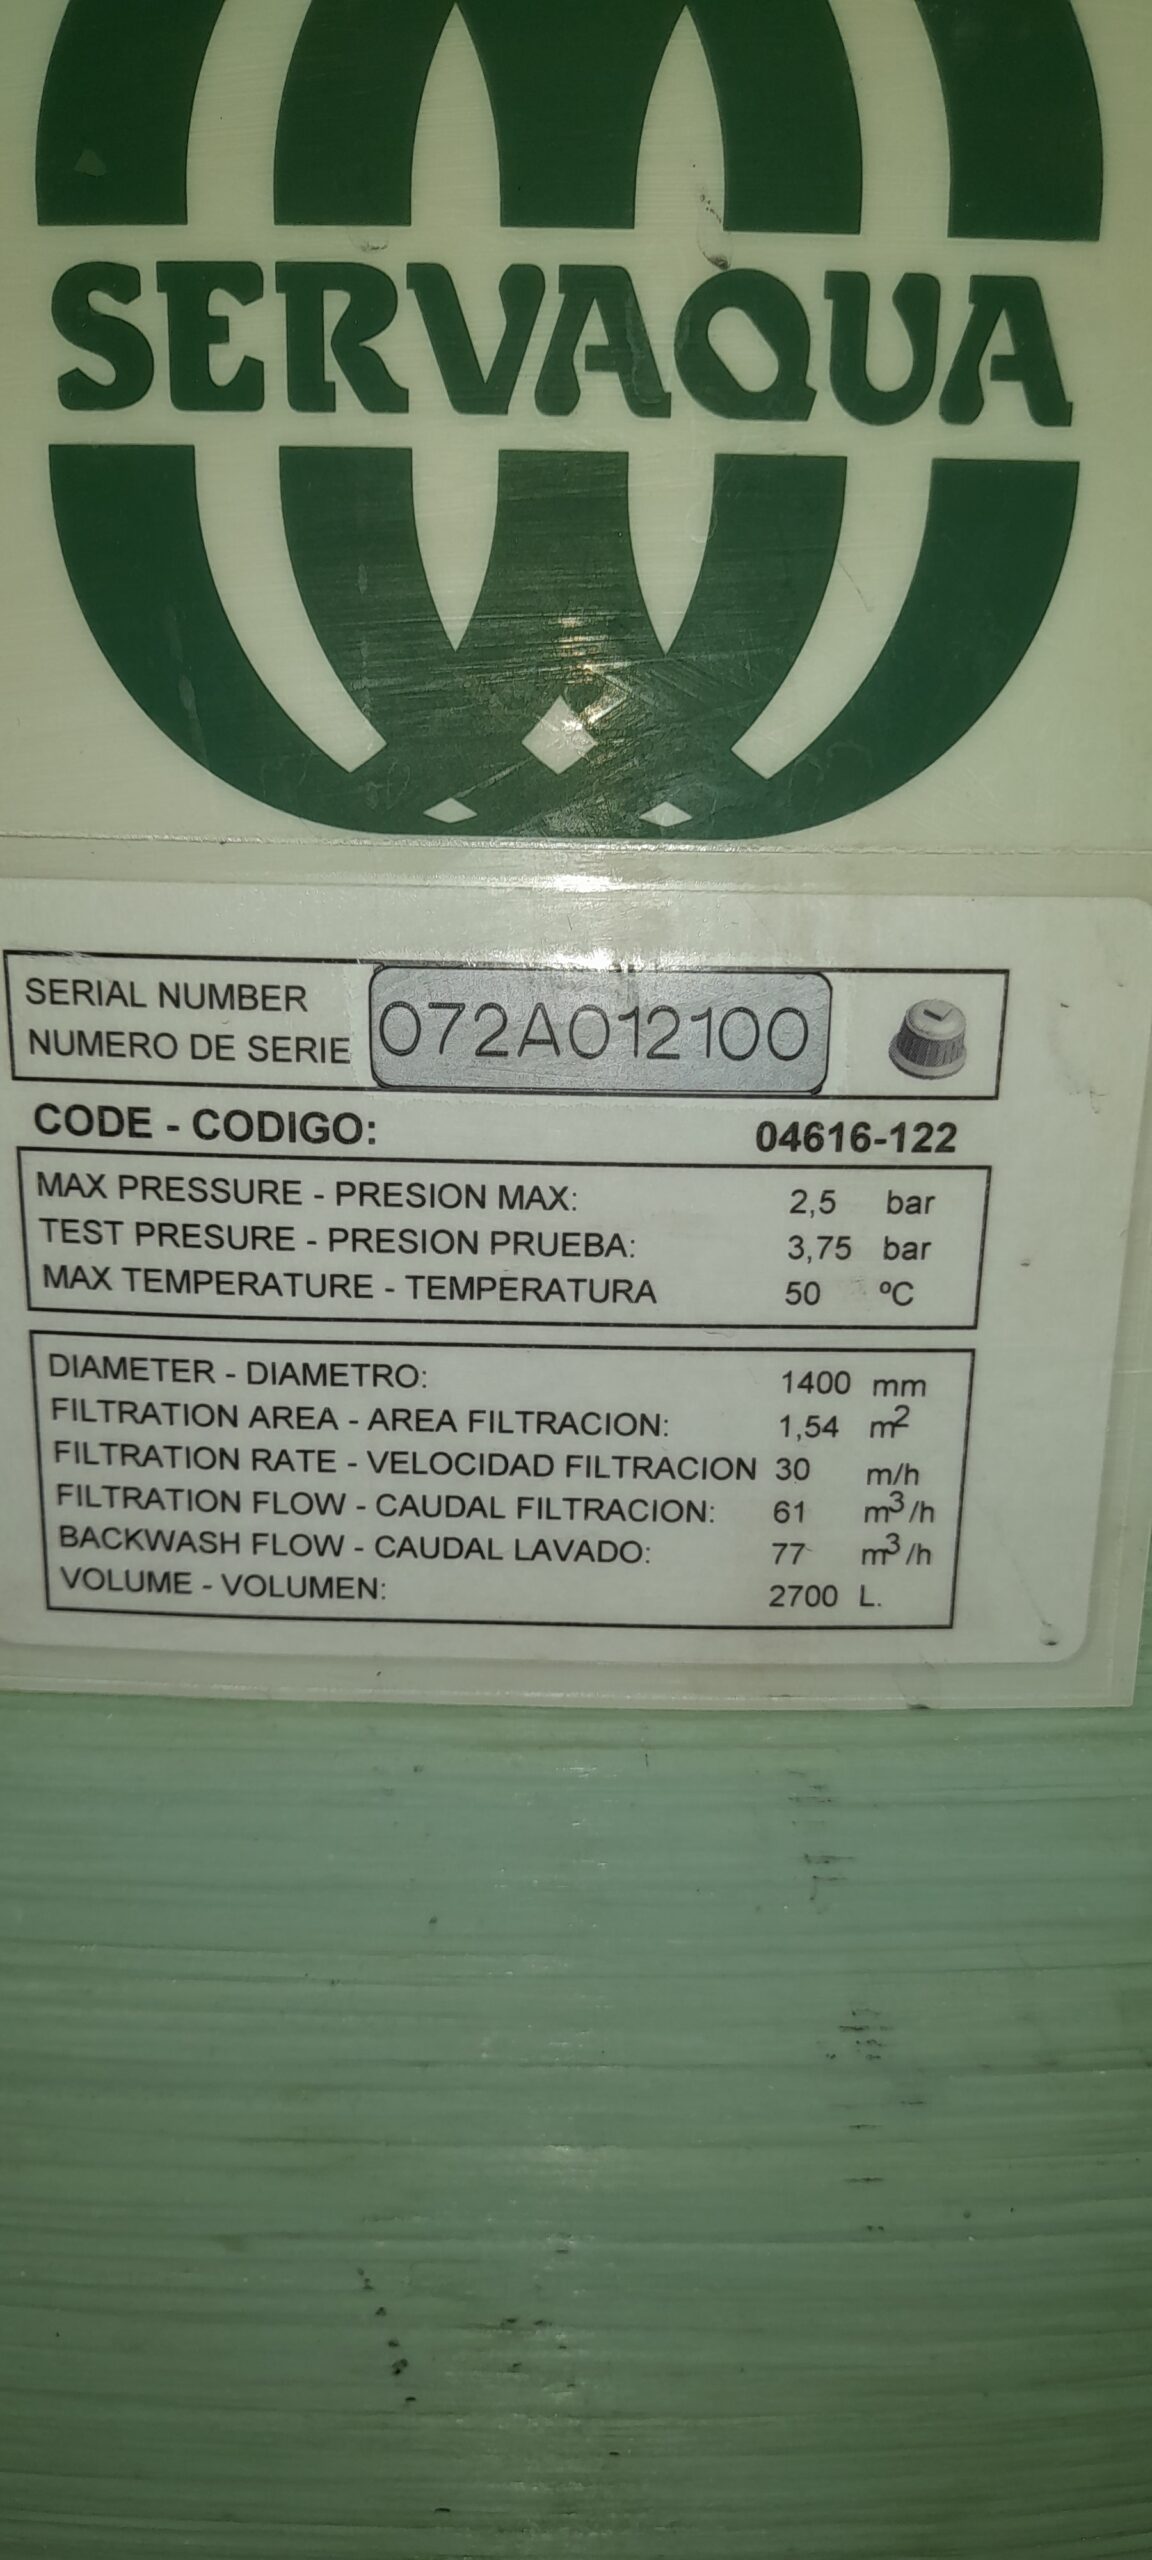 SERVAQUA
SERIAL NUMBER
NUMERO DE SERIE
072A012100
CODE - CODIGO: 04616-122
MAX PRESSURE - PRESION MAX: 2,5 bar
TEST PRESURE - PRESION PRUEBA: 3,75 bar
MAX TEMPERATURE - TEMPERATURA 50 ºC
DIAMETER - DIAMETRO: 1400 mm
FILTRATION AREA - AREA FILTRACION: 1,54 m²
FILTRATION RATE - VELOCIDAD FILTRACION 30 m/h
FILTRATION FLOW - CAUDAL FILTRACION: 61 m³/h
BACKWASH FLOW - CAUDAL LAVADO: 77 m³/h
VOLUME - VOLUMEN: 2700 L.